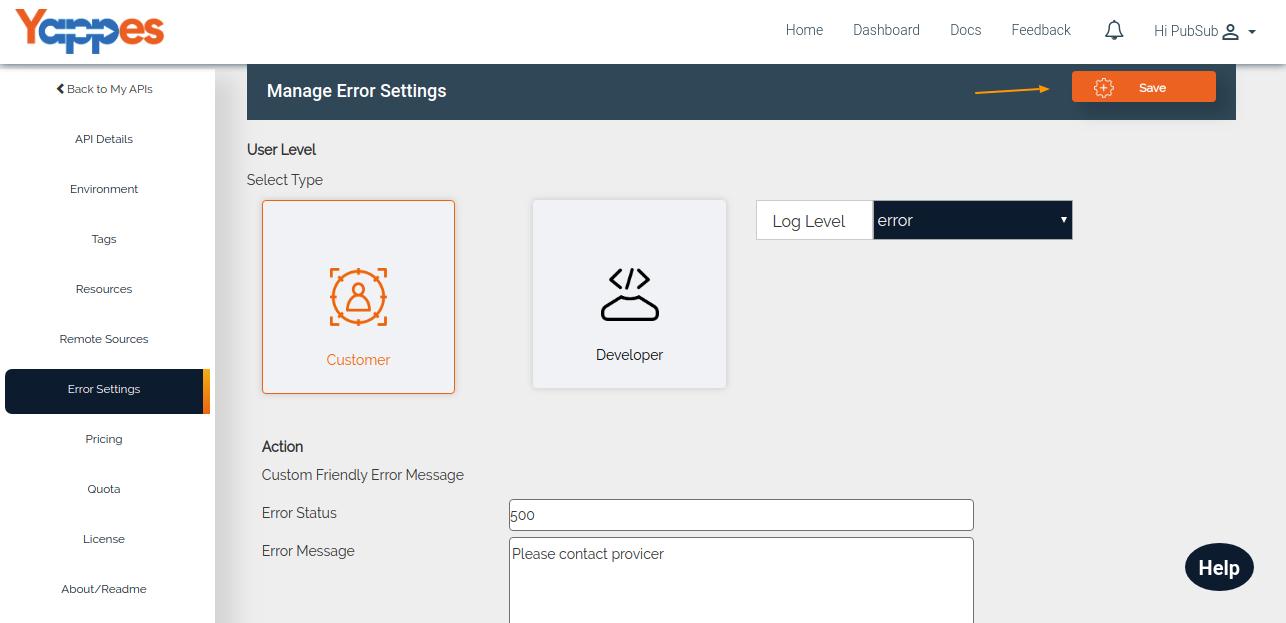 Yappes
Home
Dashboard
Docs
Feedback
Hi PubSub
Back to My APIs
API Details
Environment
Tags
Resources
Remote Sources
Error Settings
Pricing
Quota
License
About/Readme
Manage Error Settings
Save
User Level
Select Type
Customer
Developer
Log Level
error
Action
Custom Friendly Error Message
Error Status
500
Error Message
Please contact provicer
Help